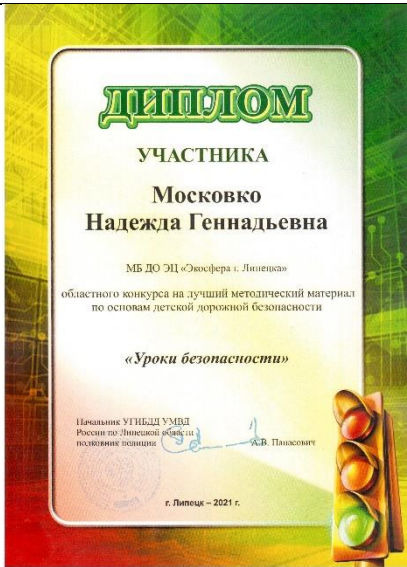 ДИПЛОМ
УЧАСТНИКА
Московко
Надежда Геннадьевна
МБ ДО ЭЦ «Экосфера г. Липецка»
областного конкурса на лучший методический материал
по основам детской дорожной безопасности
«Уроки безопасности»
Начальник УГИБДД УМВД
России по Липецкой области
полковник полиции А.В. Панасович
г. Липецк – 2021 г.